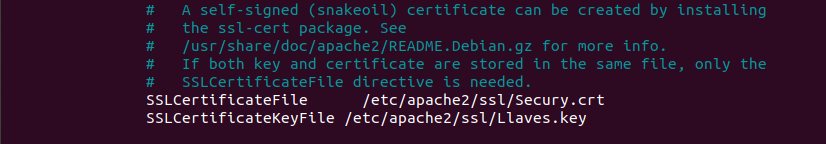 #   A self-signed (snakeoil) certificate can be created by installing
#   the ssl-cert package. See
#   /usr/share/doc/apache2/README.Debian.gz for more info.
#   If both key and certificate are stored in the same file, only the
#   SSLCertificateFile directive is needed.
SSLCertificateFile      /etc/apache2/ssl/Secury.crt
SSLCertificateKeyFile /etc/apache2/ssl/Llaves.key